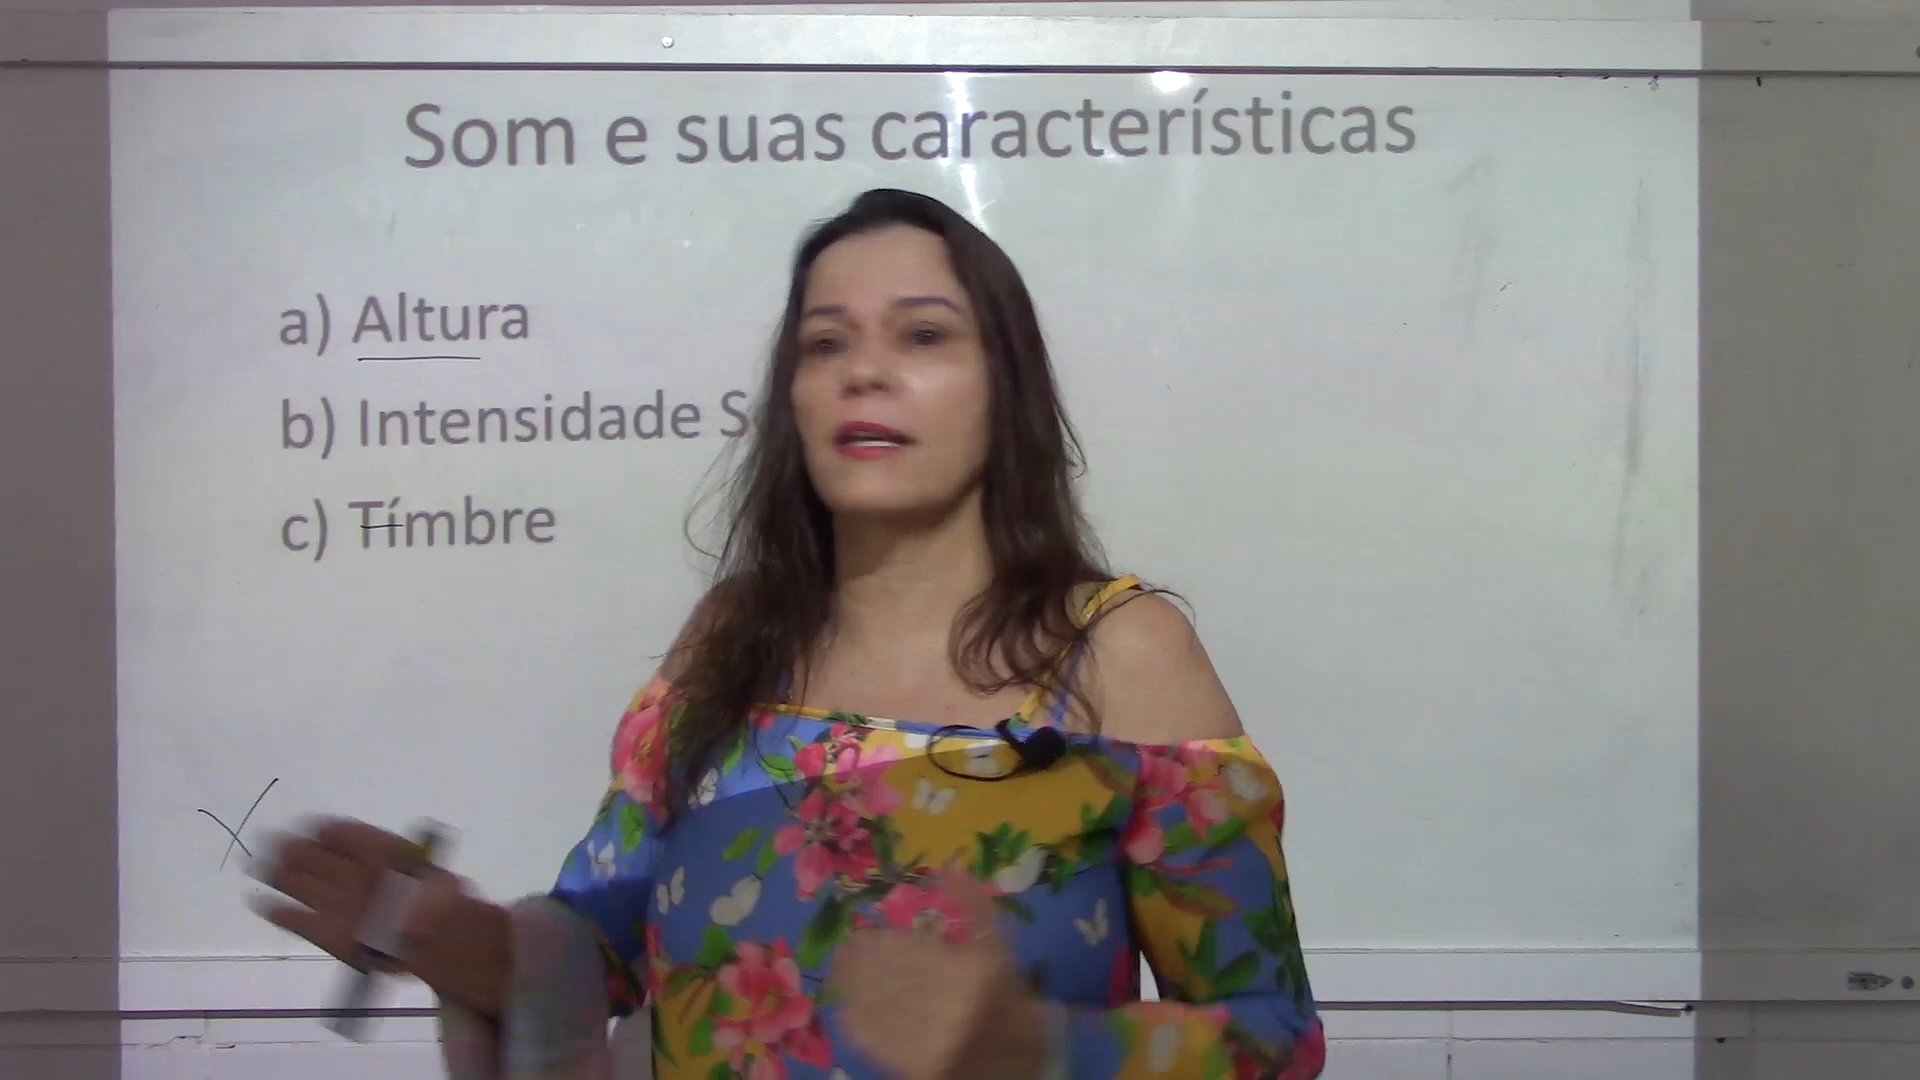 Som e suas características
a) Altura
b) Intensidade
c) Tímbre